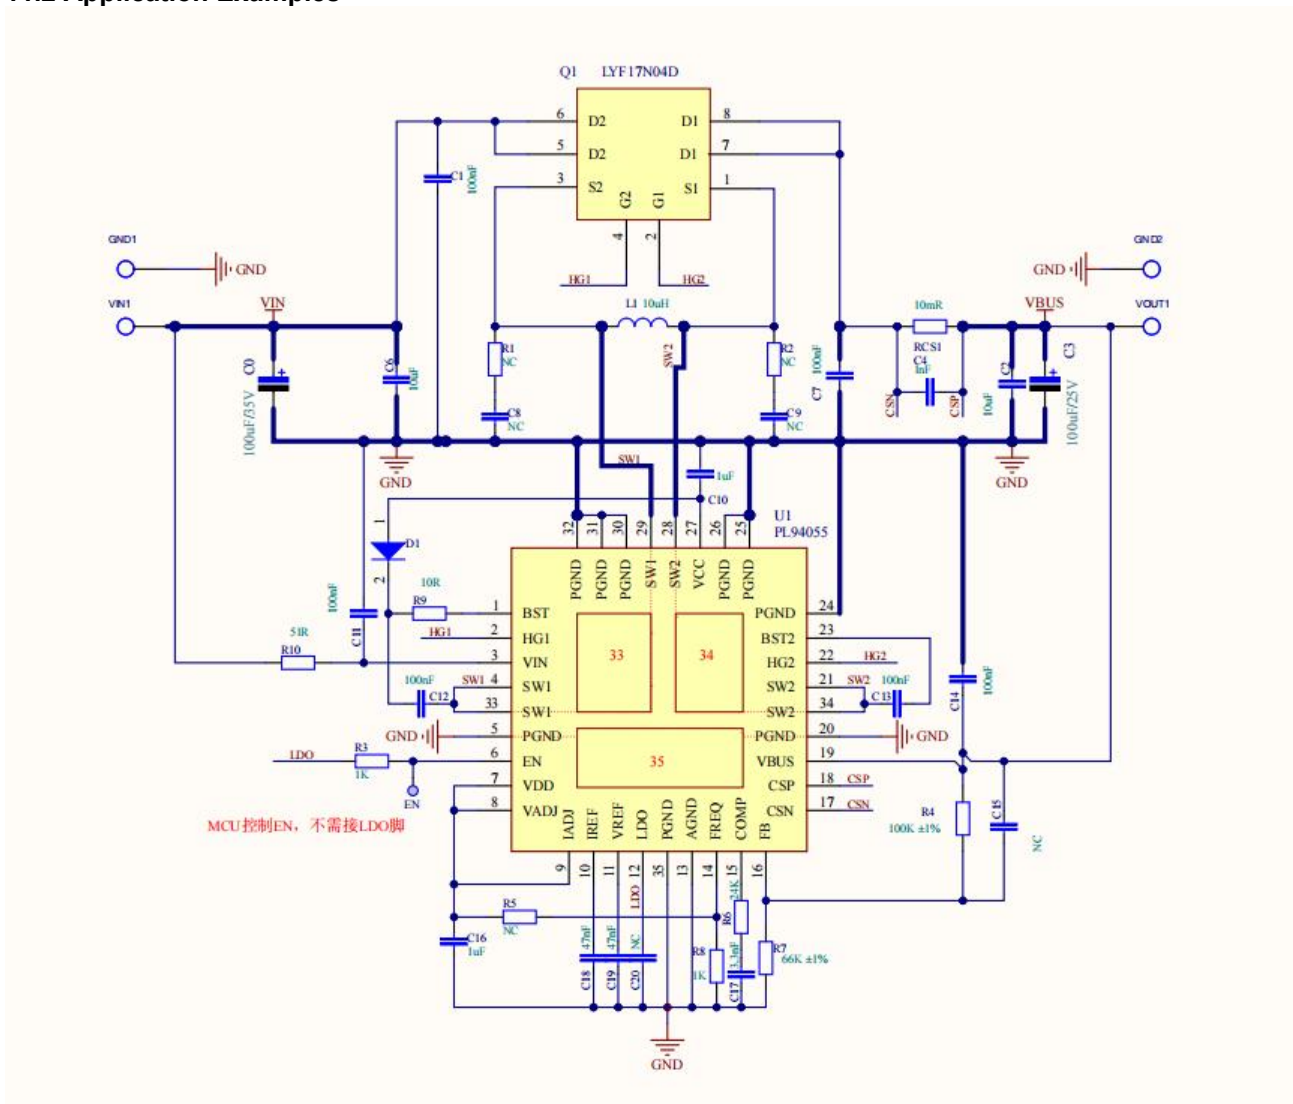 Q1 LYF17N04D
6 D2 D1 8
5 D2 D1 7
3 S2 S1 1
G2 G1
4 2
HG1 HG2
C1 100nF
GND1
GND
VIN1
VIN
GND2
GND
VOUT1
VBUS
L1 10uH
10mR
RCS1
C4
1nF
CSN CSP
C0
100uF/35V
C6 10uF
R1
NC
C8
NC
SW2
R2
NC
C9
NC
100nF
C7
C2
10uF
C3
100uF/25V
GND
GND
SW1
1uF
C10
U1
PL94055
32 31 30 29 28 27 26 25
PGND PGND PGND SW1 SW2 VCC PGND PGND
1
D1
2
10R
R9
100nF
C11
51R
R10
HG1
100nF
C12
SW1
GND
LDO
R3
1K
EN
MCU控制EN，不需接LDO脚
1 BST
2 HG1
3 VIN
4 SW1
33 SW1
5 PGND
6 EN
7 VDD
8 VADJ
33 34
35
PGND 24
BST2 23
HG2 22 HG2
SW2 21 SW2
SW2 34
PGND 20
VBUS 19
CSP 18 CSP
CSN 17 CSN
100nF
C13
GND
C14
100nF
R4
100K ±1%
C15
NC
IADJ IREF VREF LDO PGND AGND FREQ COMP FB
9 10 11 12 35 13 14 15 16
LDO
R5
NC
C16
1uF
47nF
C18
47nF
C19
NC
C20
R8
1K
24K
R6
3.3nF
C17
R7
66K ±1%
GND